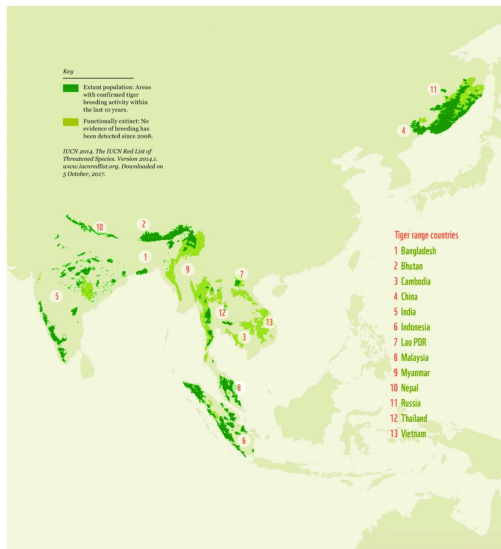 Key
Extant population: Areas
with confirmed tiger
breeding activity within
the last 10 years.
Functionally extinct: No
evidence of breeding has
been detected since 2008.
IUCN 2014. The IUCN Red List of
Threatened Species. Version 2014.1.
www.iucnredlist.org. Downloaded on
5 October, 2017.
11
4
10
2
1
9
7
5
12
13
3
8
6
Tiger range countries
1 Bangladesh
2 Bhutan
3 Cambodia
4 China
5 India
6 Indonesia
7 Lao PDR
8 Malaysia
9 Myanmar
10 Nepal
11 Russia
12 Thailand
13 Vietnam